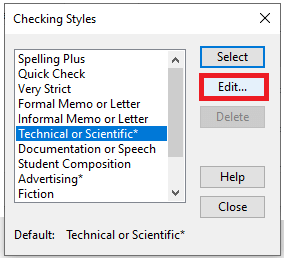 Checking Styles
Spelling Plus
Quick Check
Very Strict
Formal Memo or Letter
Informal Memo or Letter
Technical or Scientific*
Documentation or Speech
Student Composition
Advertising*
Fiction
Select
Edit...
Delete
Help
Close
Default: Technical or Scientific*